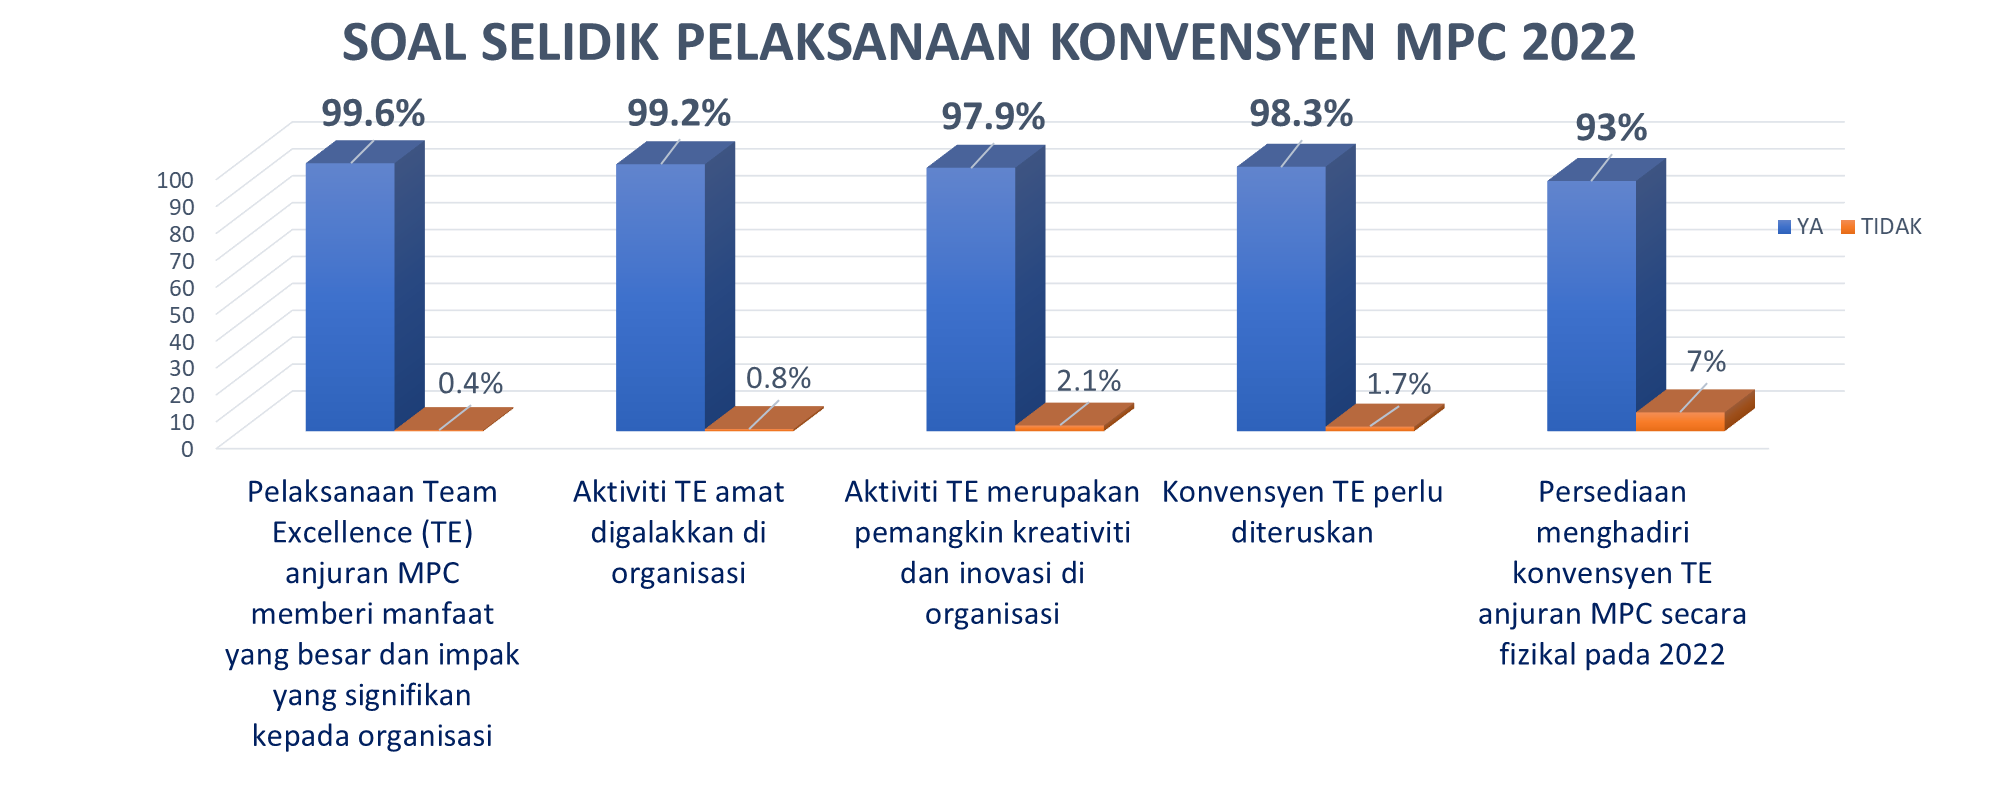 SOAL SELIDIK PELAKSANAAN KONVENSYEN MPC 2022
99.6%
99.2%
97.9%
98.3%
93%
100
90
80
70
60
50
40
30
20
10
0
0.4%
0.8%
2.1%
1.7%
7%
YA
TIDAK
Pelaksanaan Team
Excellence (TE)
anjuran MPC
memberi manfaat
yang besar dan impak
yang signifikan
kepada organisasi
Aktiviti TE amat
digalakkan di
organisasi
Aktiviti TE merupakan
pemangkin kreativiti
dan inovasi di
organisasi
Konvensyen TE perlu
diteruskan
Persediaan
menghadiri
konvensyen TE
anjuran MPC secara
fizikal pada 2022